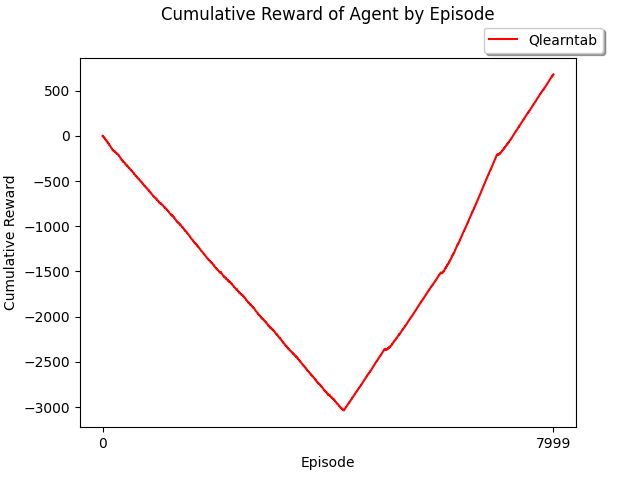 Cumulative Reward of Agent by Episode
Qlearntab
500
0
−500
−1000
−1500
−2000
−2500
−3000
Cumulative Reward
0
7999
Episode